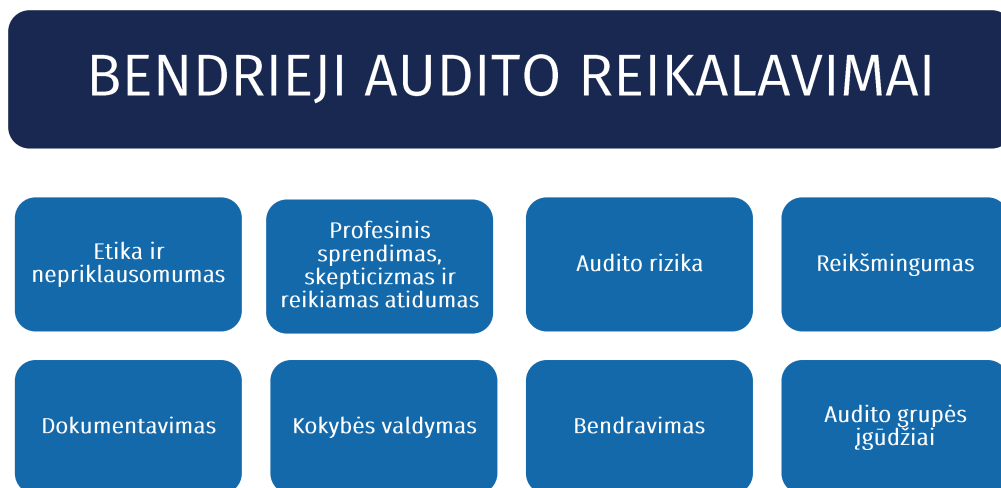 BENDRIEJI AUDITO REIKALAVIMAI
Etika ir
nepriklausomumas
Profesinis
sprendimas,
skepticizmas ir
reikiamas atidumas
Audito rizika
Reikšmingumas
Dokumentavimas
Kokybės valdymas
Bendravimas
Audito grupės
įgūdžiai